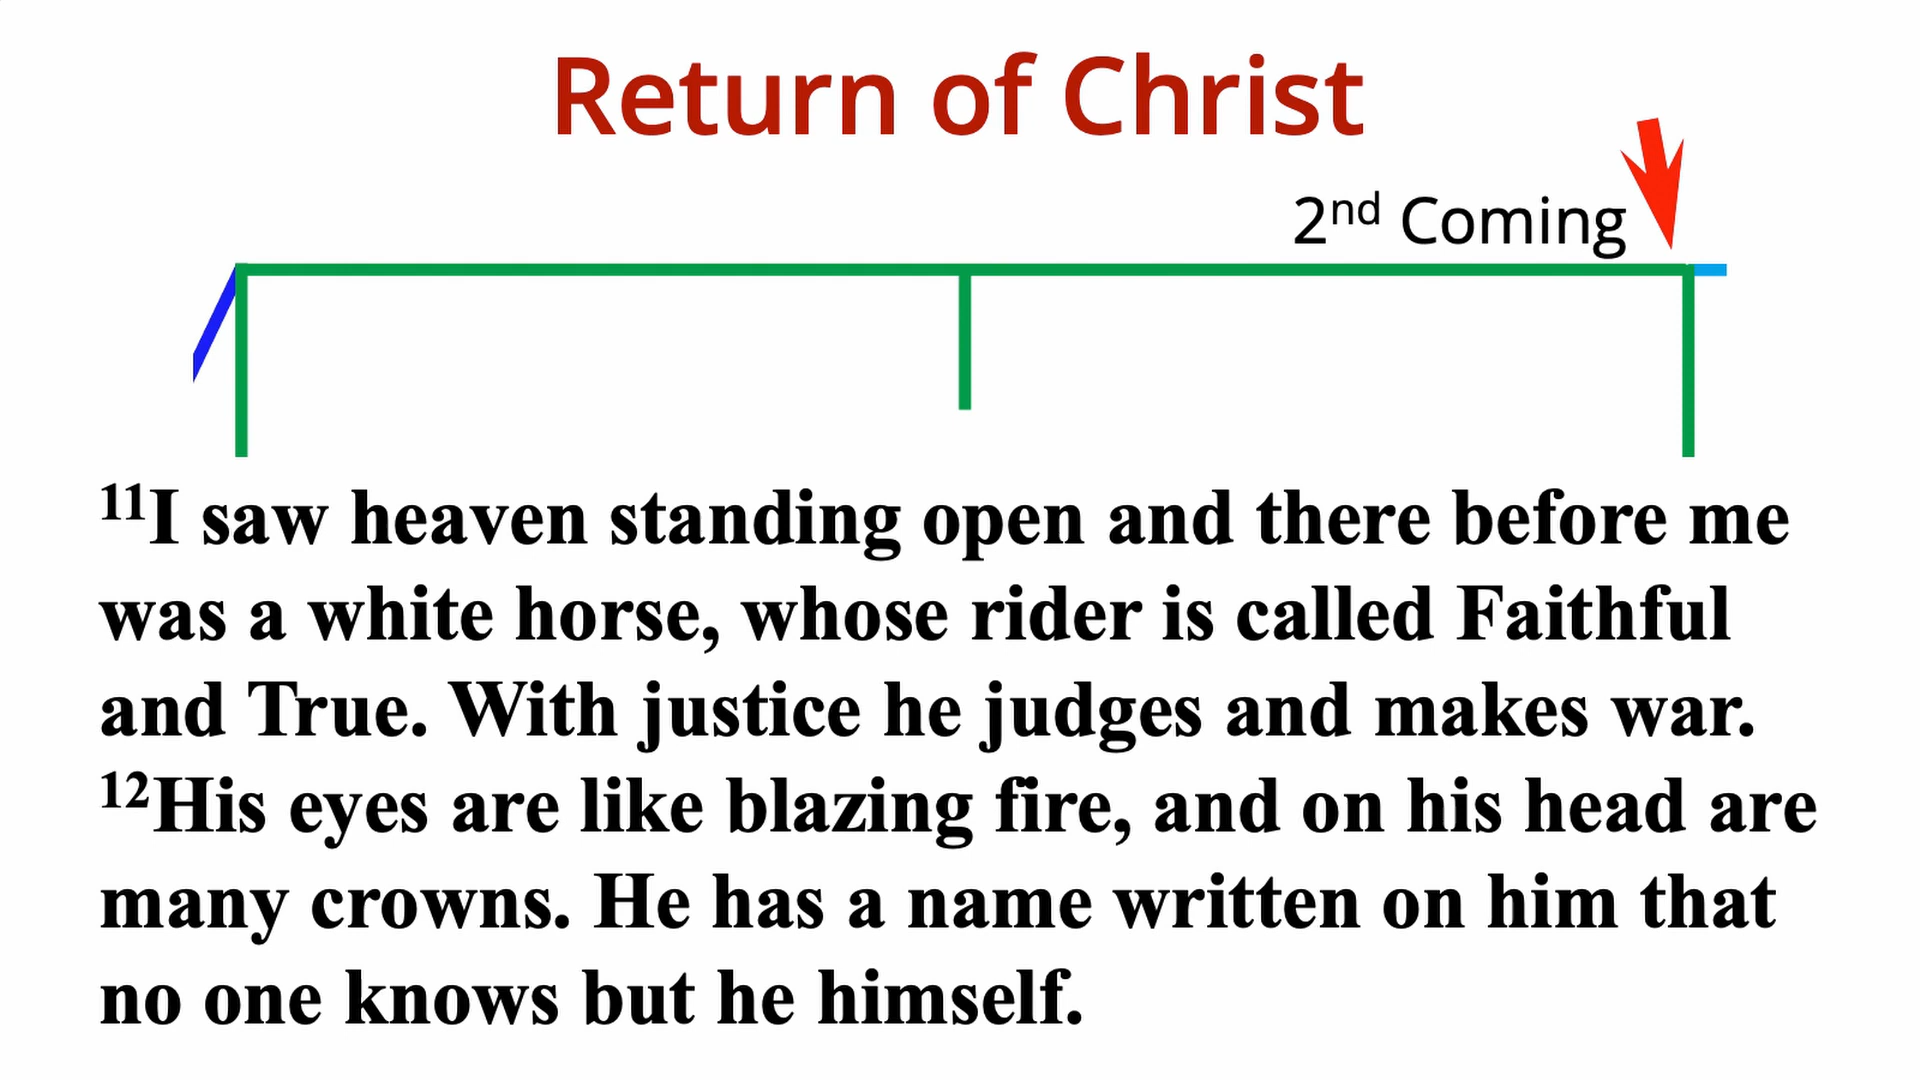 Return of Christ
2nd Coming
11I saw heaven standing open and there before me
was a white horse, whose rider is called Faithful
and True. With justice he judges and makes war.
12His eyes are like blazing fire, and on his head are
many crowns. He has a name written on him that
no one knows but he himself.